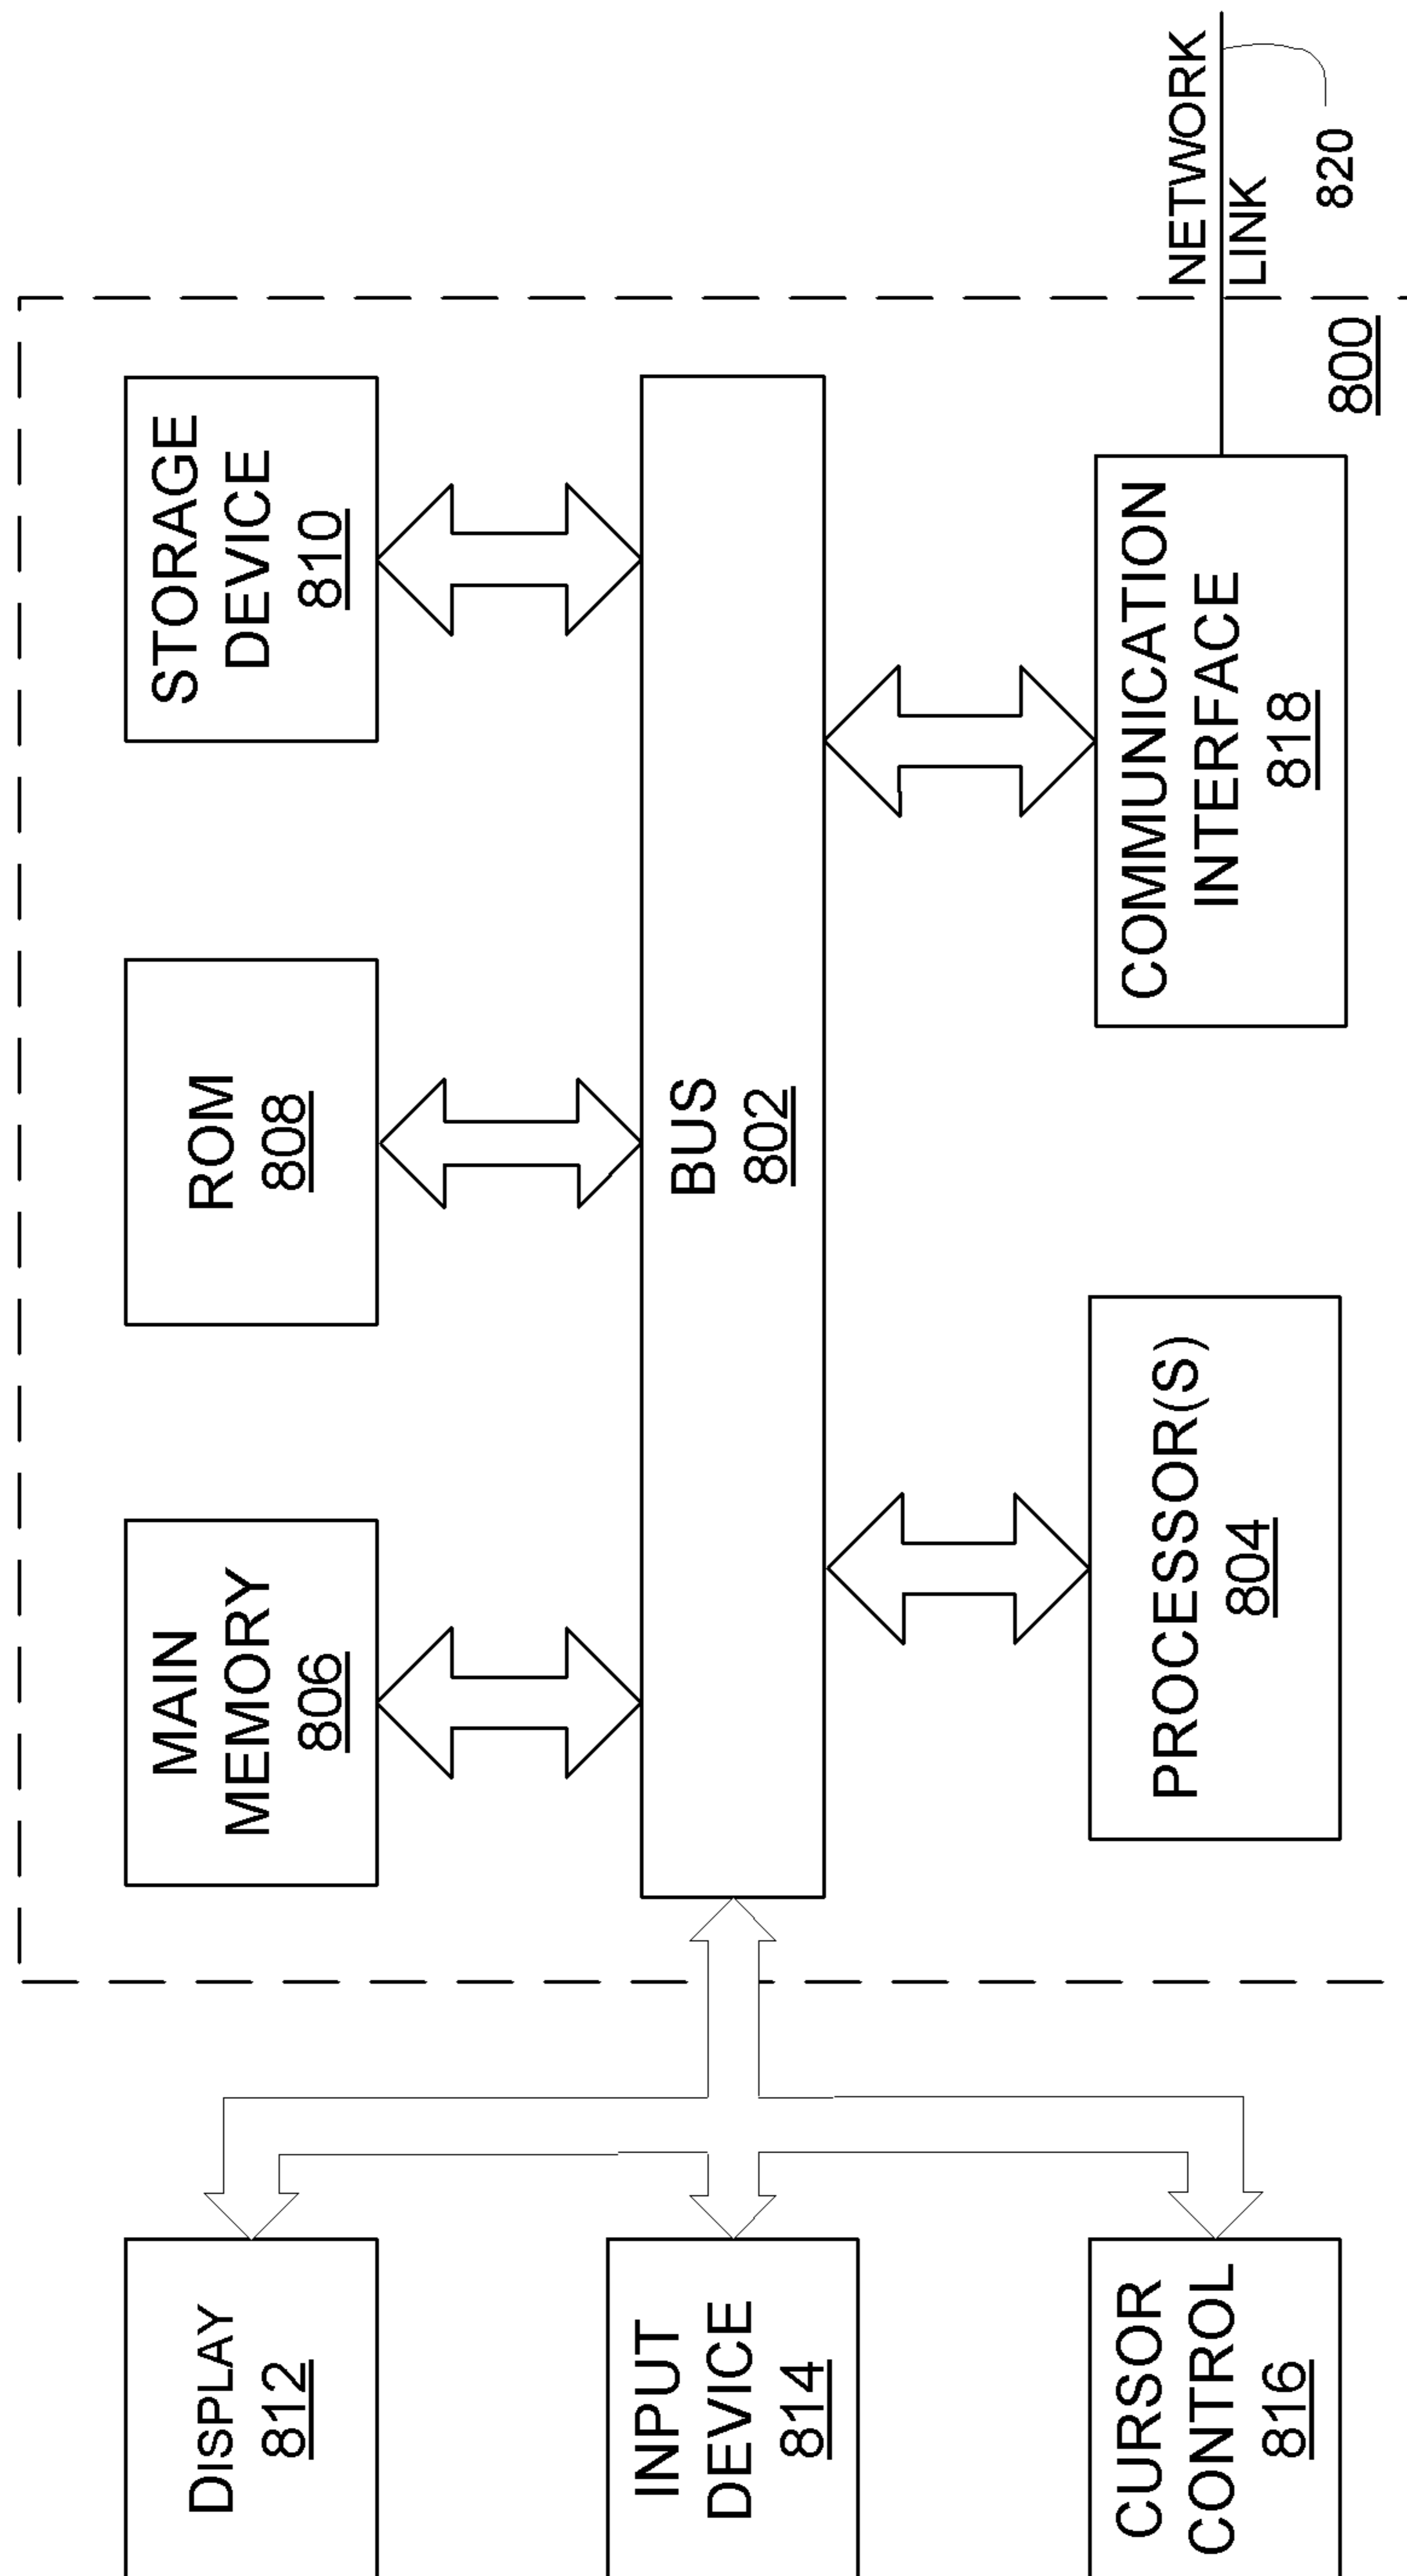 DISPLAY
812
MAIN
MEMORY
806
ROM
808
STORAGE
DEVICE
810
INPUT
DEVICE
814
BUS
802
CURSOR
CONTROL
816
PROCESSOR(S)
804
COMMUNICATION
INTERFACE
818
NETWORK
LINK
820
800